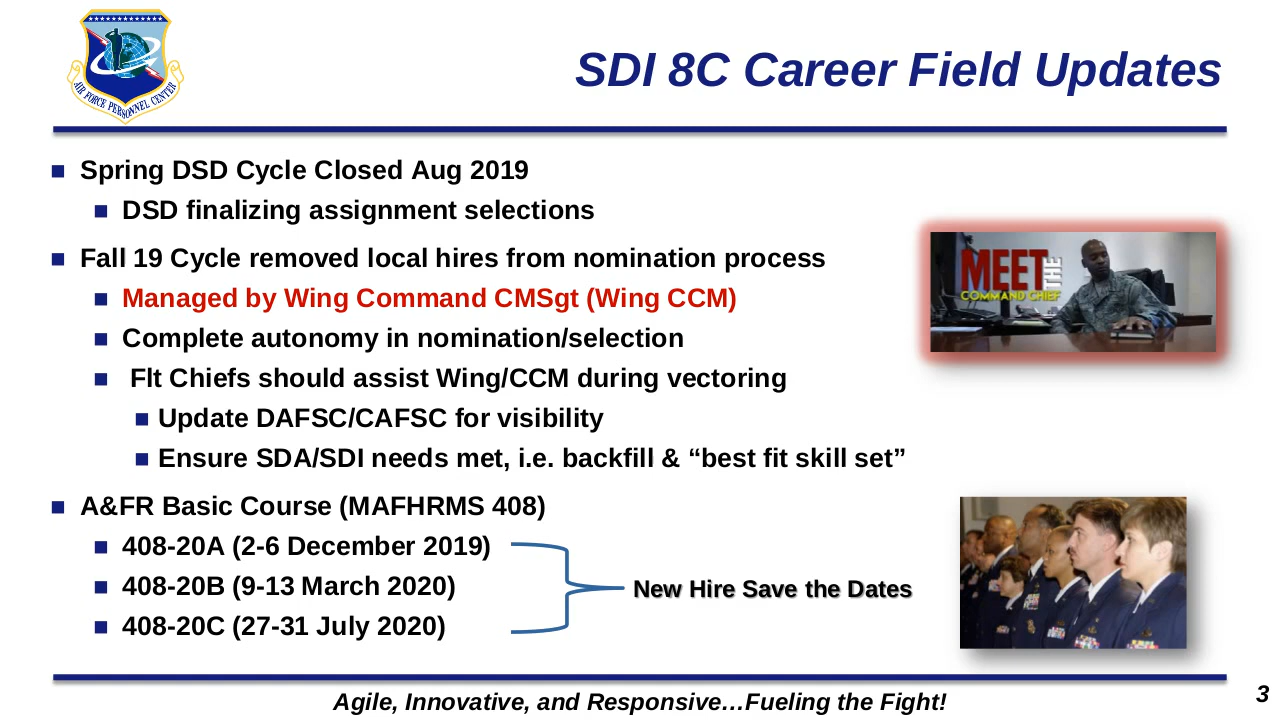 AIR FORCE PERSONNEL CENTER
SDI 8C Career Field Updates
Spring DSD Cycle Closed Aug 2019
DSD finalizing assignment selections
Fall 19 Cycle removed local hires from nomination process
Managed by Wing Command CMSgt (Wing CCM)
Complete autonomy in nomination/selection
Flt Chiefs should assist Wing/CCM during vectoring
Update DAFSC/CAFSC for visibility
Ensure SDA/SDI needs met, i.e. backfill & “best fit skill set”
MEET THE
COMMAND CHIEF
A&FR Basic Course (MAFHRMS 408)
408-20A (2-6 December 2019)
408-20B (9-13 March 2020)
408-20C (27-31 July 2020)
New Hire Save the Dates
Agile, Innovative, and Responsive…Fueling the Fight!
3